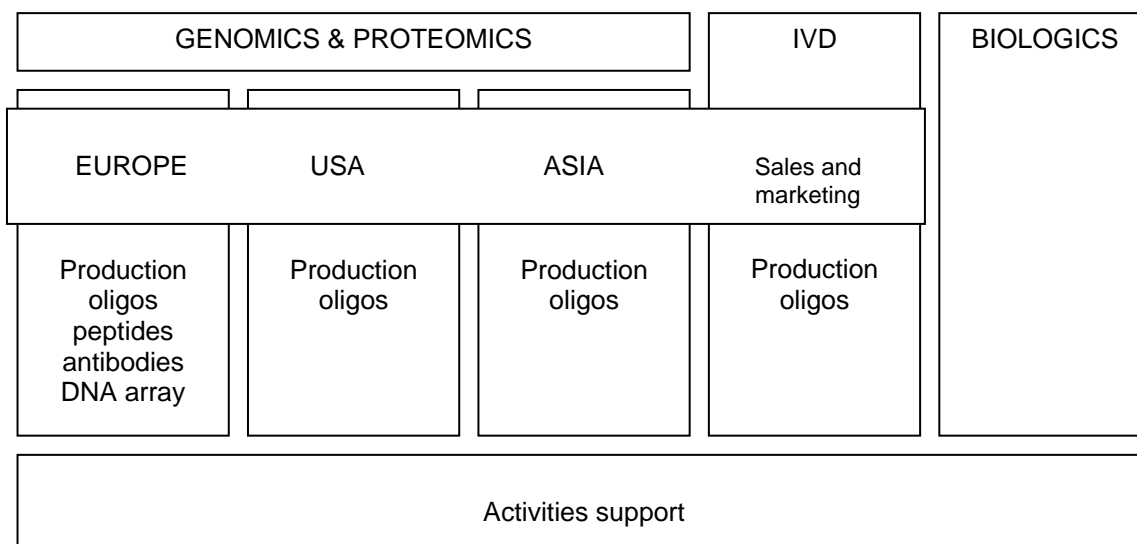 GENOMICS & PROTEOMICS
IVD
BIOLOGICS
EUROPE
USA
ASIA
Sales and
marketing
Production
oligos
peptides
antibodies
DNA array
Production
oligos
Production
oligos
Production
oligos
Activities support